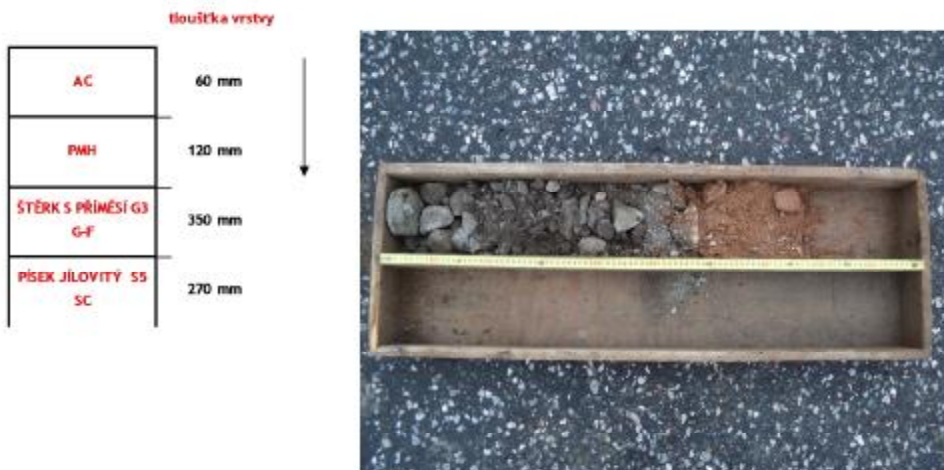 tloušťka vrstvy
AC
60 mm
PMH
120 mm
ŠTĚRK S PŘÍMĚSÍ G3
G-F
350 mm
PÍSEK JÍLOVITÝ S5
SC
270 mm